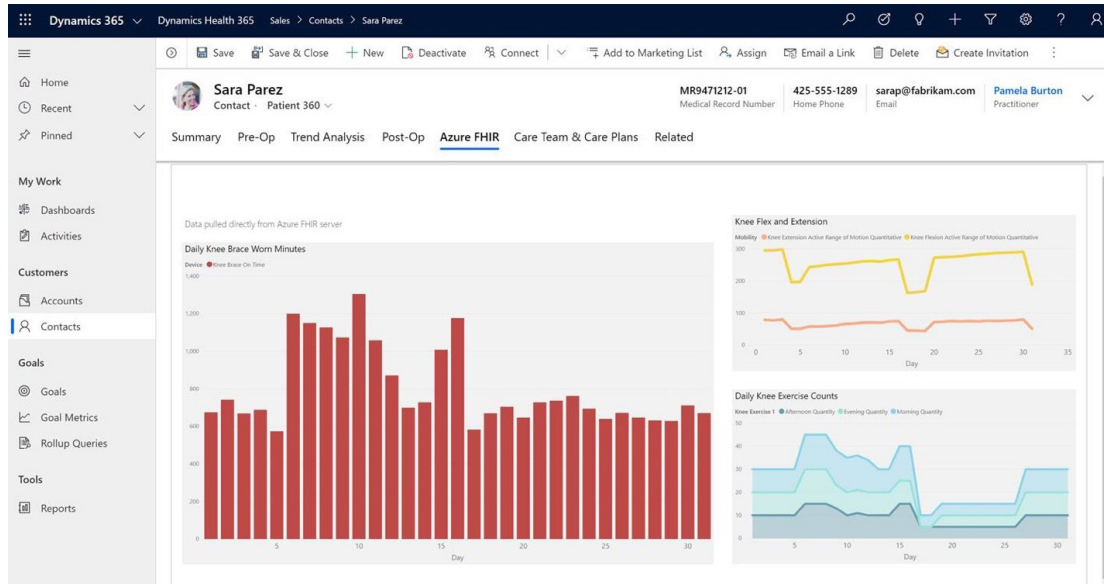 Dynamics 365 Dynamics Health 365 Sales > Contacts > Sara Parez
Save Save & Close New Deactivate Connect Add to Marketing List Assign Email a Link Delete Create Invitation
Home
Recent
Pinned
My Work
Dashboards
Activities
Customers
Accounts
Contacts
Goals
Goals
Goal Metrics
Rollup Queries
Tools
Reports
Sara Parez
Contact · Patient 360
MR9471212-01
Medical Record Number
425-555-1289
Home Phone
sarap@fabrikam.com
Email
Pamela Burton
Practitioner
Summary Pre-Op Trend Analysis Post-Op Azure FHIR Care Team & Care Plans Related
Data pulled directly from Azure FHIR server
Daily Knee Brace Worn Minutes
Device Knee Brace On Time
1,400
1,200
1,000
800
600
400
200
0
5 10 15 20 25 30
Day
Knee Flex and Extension
Mobility Knee Extension Active Range of Motion Quantitative Knee Flexion Active Range of Motion Quantitative
300
200
100
0
0 5 10 15 20 25 30 35
Day
Daily Knee Exercise Counts
Knee Exercise 1 Afternoon Quantity Evening Quantity Morning Quantity
50
40
30
20
10
0
5 10 15 20 25 30
Day